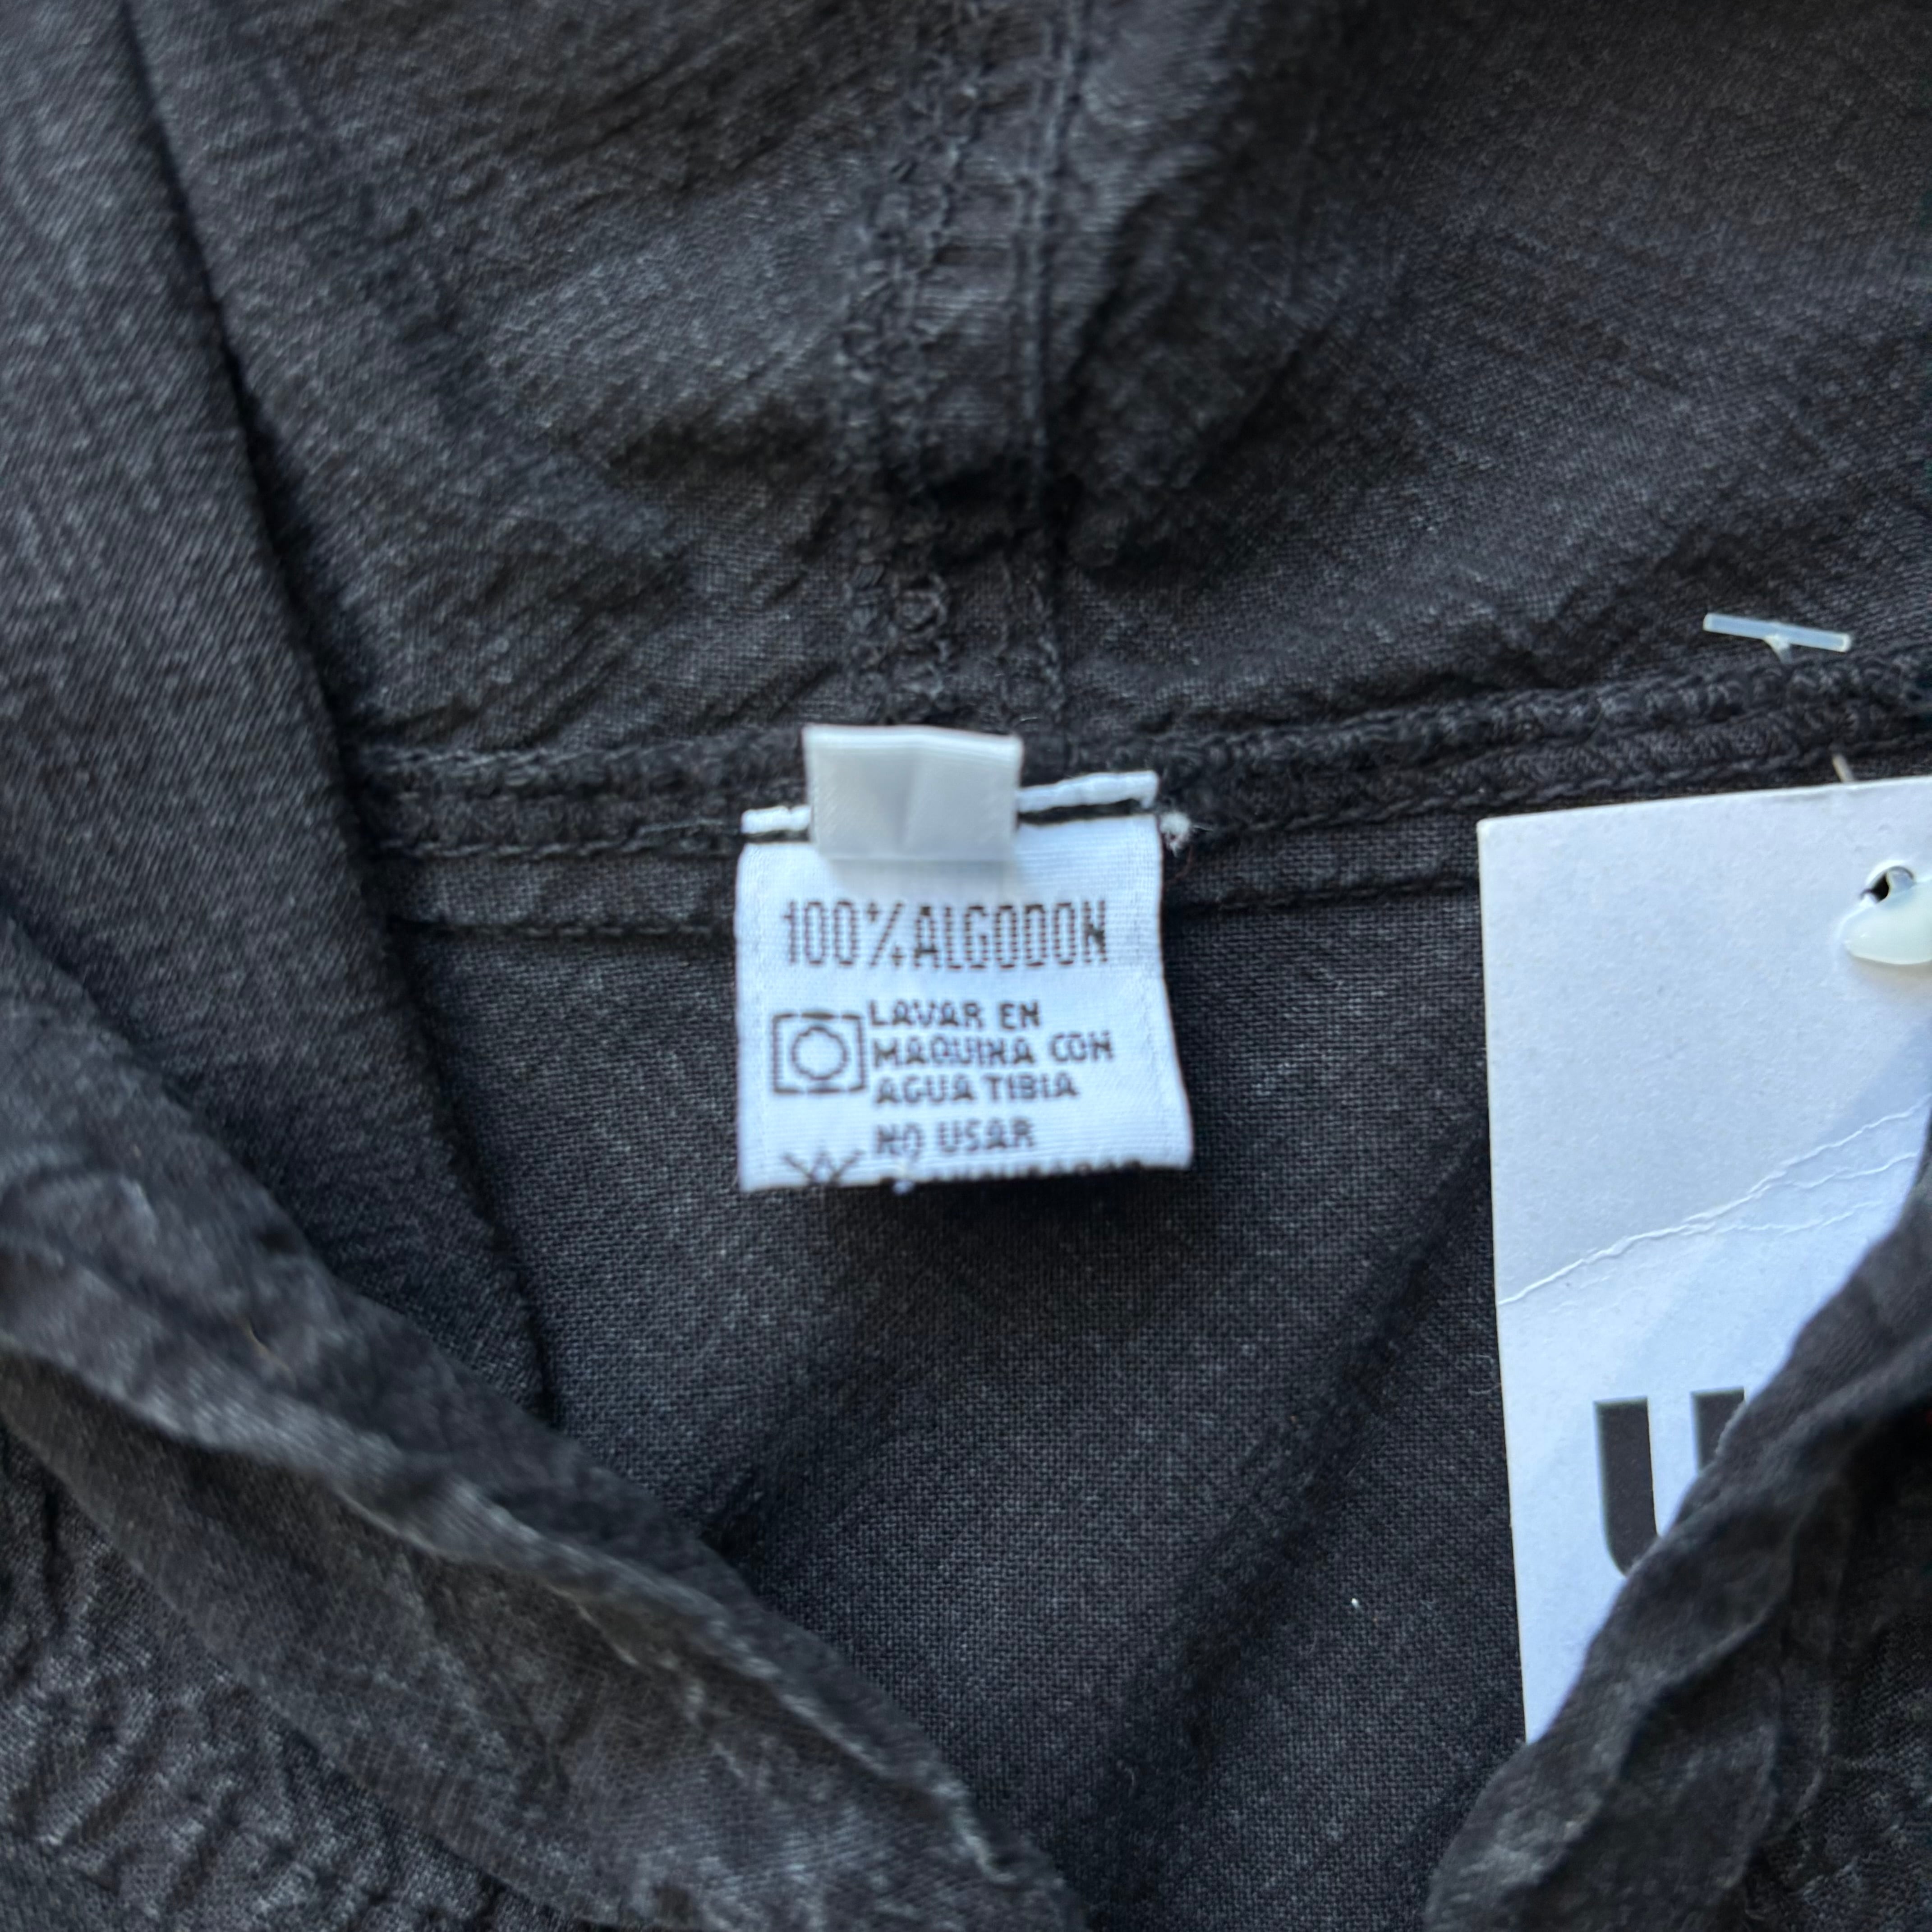 100%ALGODON
LAVAR EN
MAQUINA CON
AGUA TIBIA
NO USAR
U